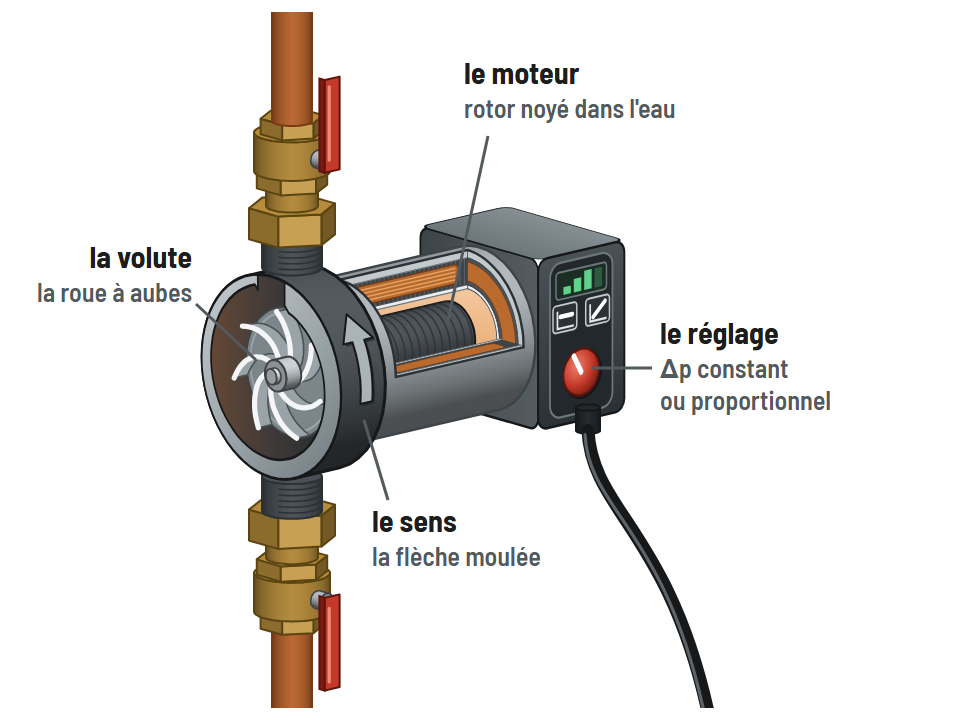 le moteur
rotor noyé dans l'eau
la volute
la roue à aubes
le réglage
Δp constant
ou proportionnel
le sens
la flèche moulée